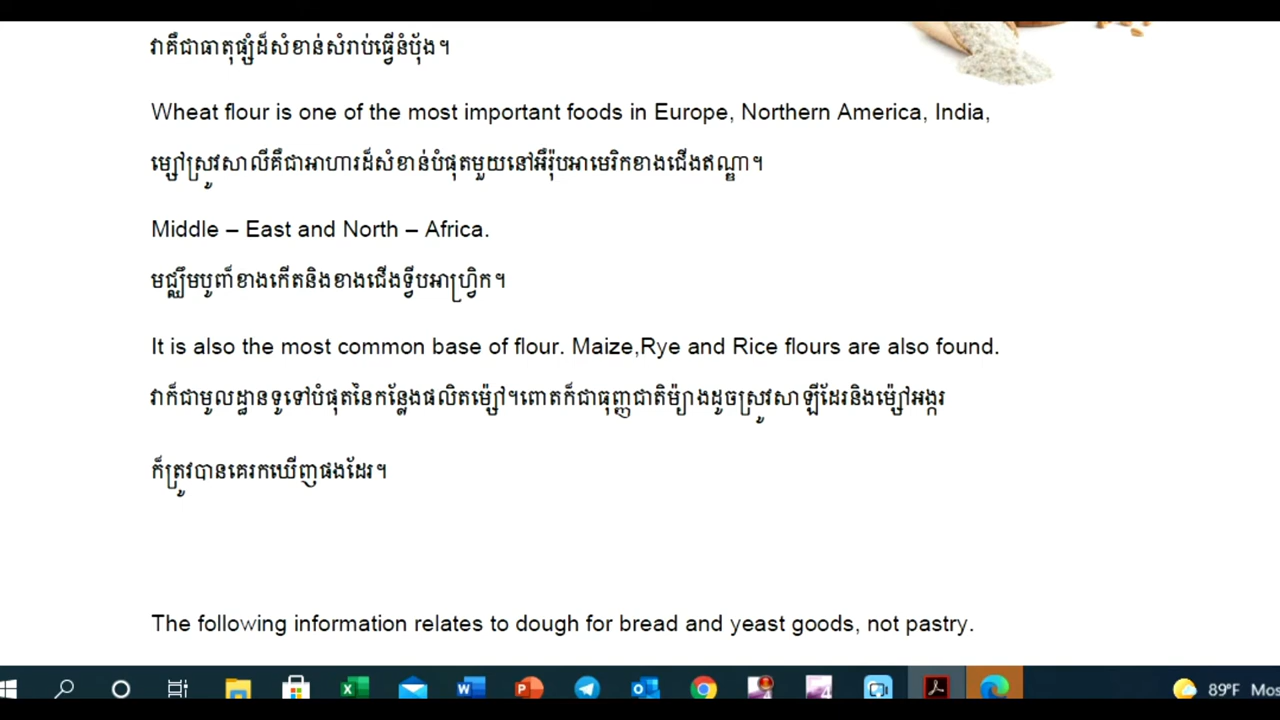 វាគឺជាធាតុផ្សំដ៏សំខាន់សំរាប់ធ្វើនំប៉័ង។
Wheat flour is one of the most important foods in Europe, Northern America, India,
ម្សៅស្រូវសាលីគឺជាអាហារដ៏សំខាន់បំផុតមួយនៅអឺរ៉ុបអាមេរិកខាងជើងឥណ្ឌា។
Middle – East and North – Africa.
មជ្ឈឹមបូព៌ាខាងកើតនិងខាងជើងទ្វីបអាហ្វ្រិក។
It is also the most common base of flour. Maize,Rye and Rice flours are also found.
វាក៏ជាមូលដ្ឋានទូទៅបំផុតនៃកន្លែងផលិតម្ស៉ៅ។ពោតក៏ជាធុញ្ញជាតិម៉្យាងដូចស្រូវសាឡីដែរនិងម្ស៉ៅអង្ករ
ក៏ត្រូវបានគេរកឃើញផងដែរ។
The following information relates to dough for bread and yeast goods, not pastry.
89°F Mos